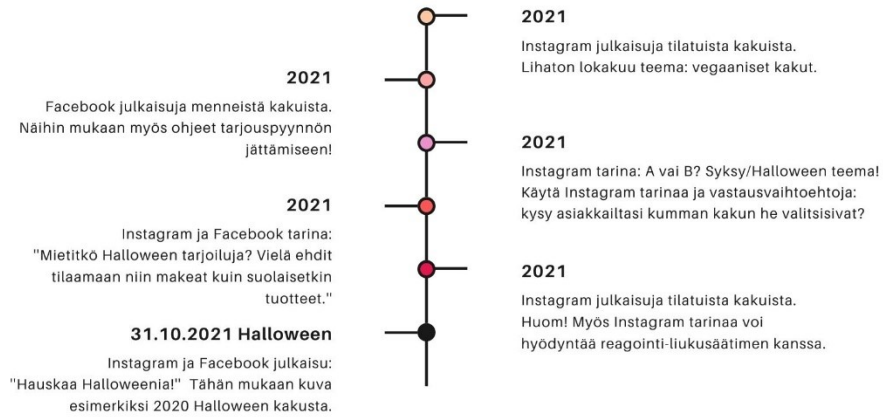 2021
Instagram julkaisuja tilatuista kakuista.
Lihaton lokakuu teema: vegaaniset kakut.
2021
Facebook julkaisuja menneistä kakuista.
Näihin mukaan myös ohjeet tarjouspyynnön
jättämiseen!
2021
Instagram tarina: A vai B? Syksy/Halloween teema!
Käytä Instagram tarinaa ja vastausvaihtoehtoja:
kysy asiakkailtasi kumman kakun he valitsisivat?
2021
Instagram ja Facebook tarina:
"Mietitkö Halloween tarjoiluja? Vielä ehdit
tilaamaan niin makeat kuin suolaisetkin
tuotteet."
2021
Instagram julkaisuja tilatuista kakuista.
Huom! Myös Instagram tarinaa voi
hyödyntää reagointi-liukusäätimen kanssa.
31.10.2021 Halloween
Instagram ja Facebook julkaisu:
"Hauskaa Halloweenia!" Tähän mukaan kuva
esimerkiksi 2020 Halloween kakusta.